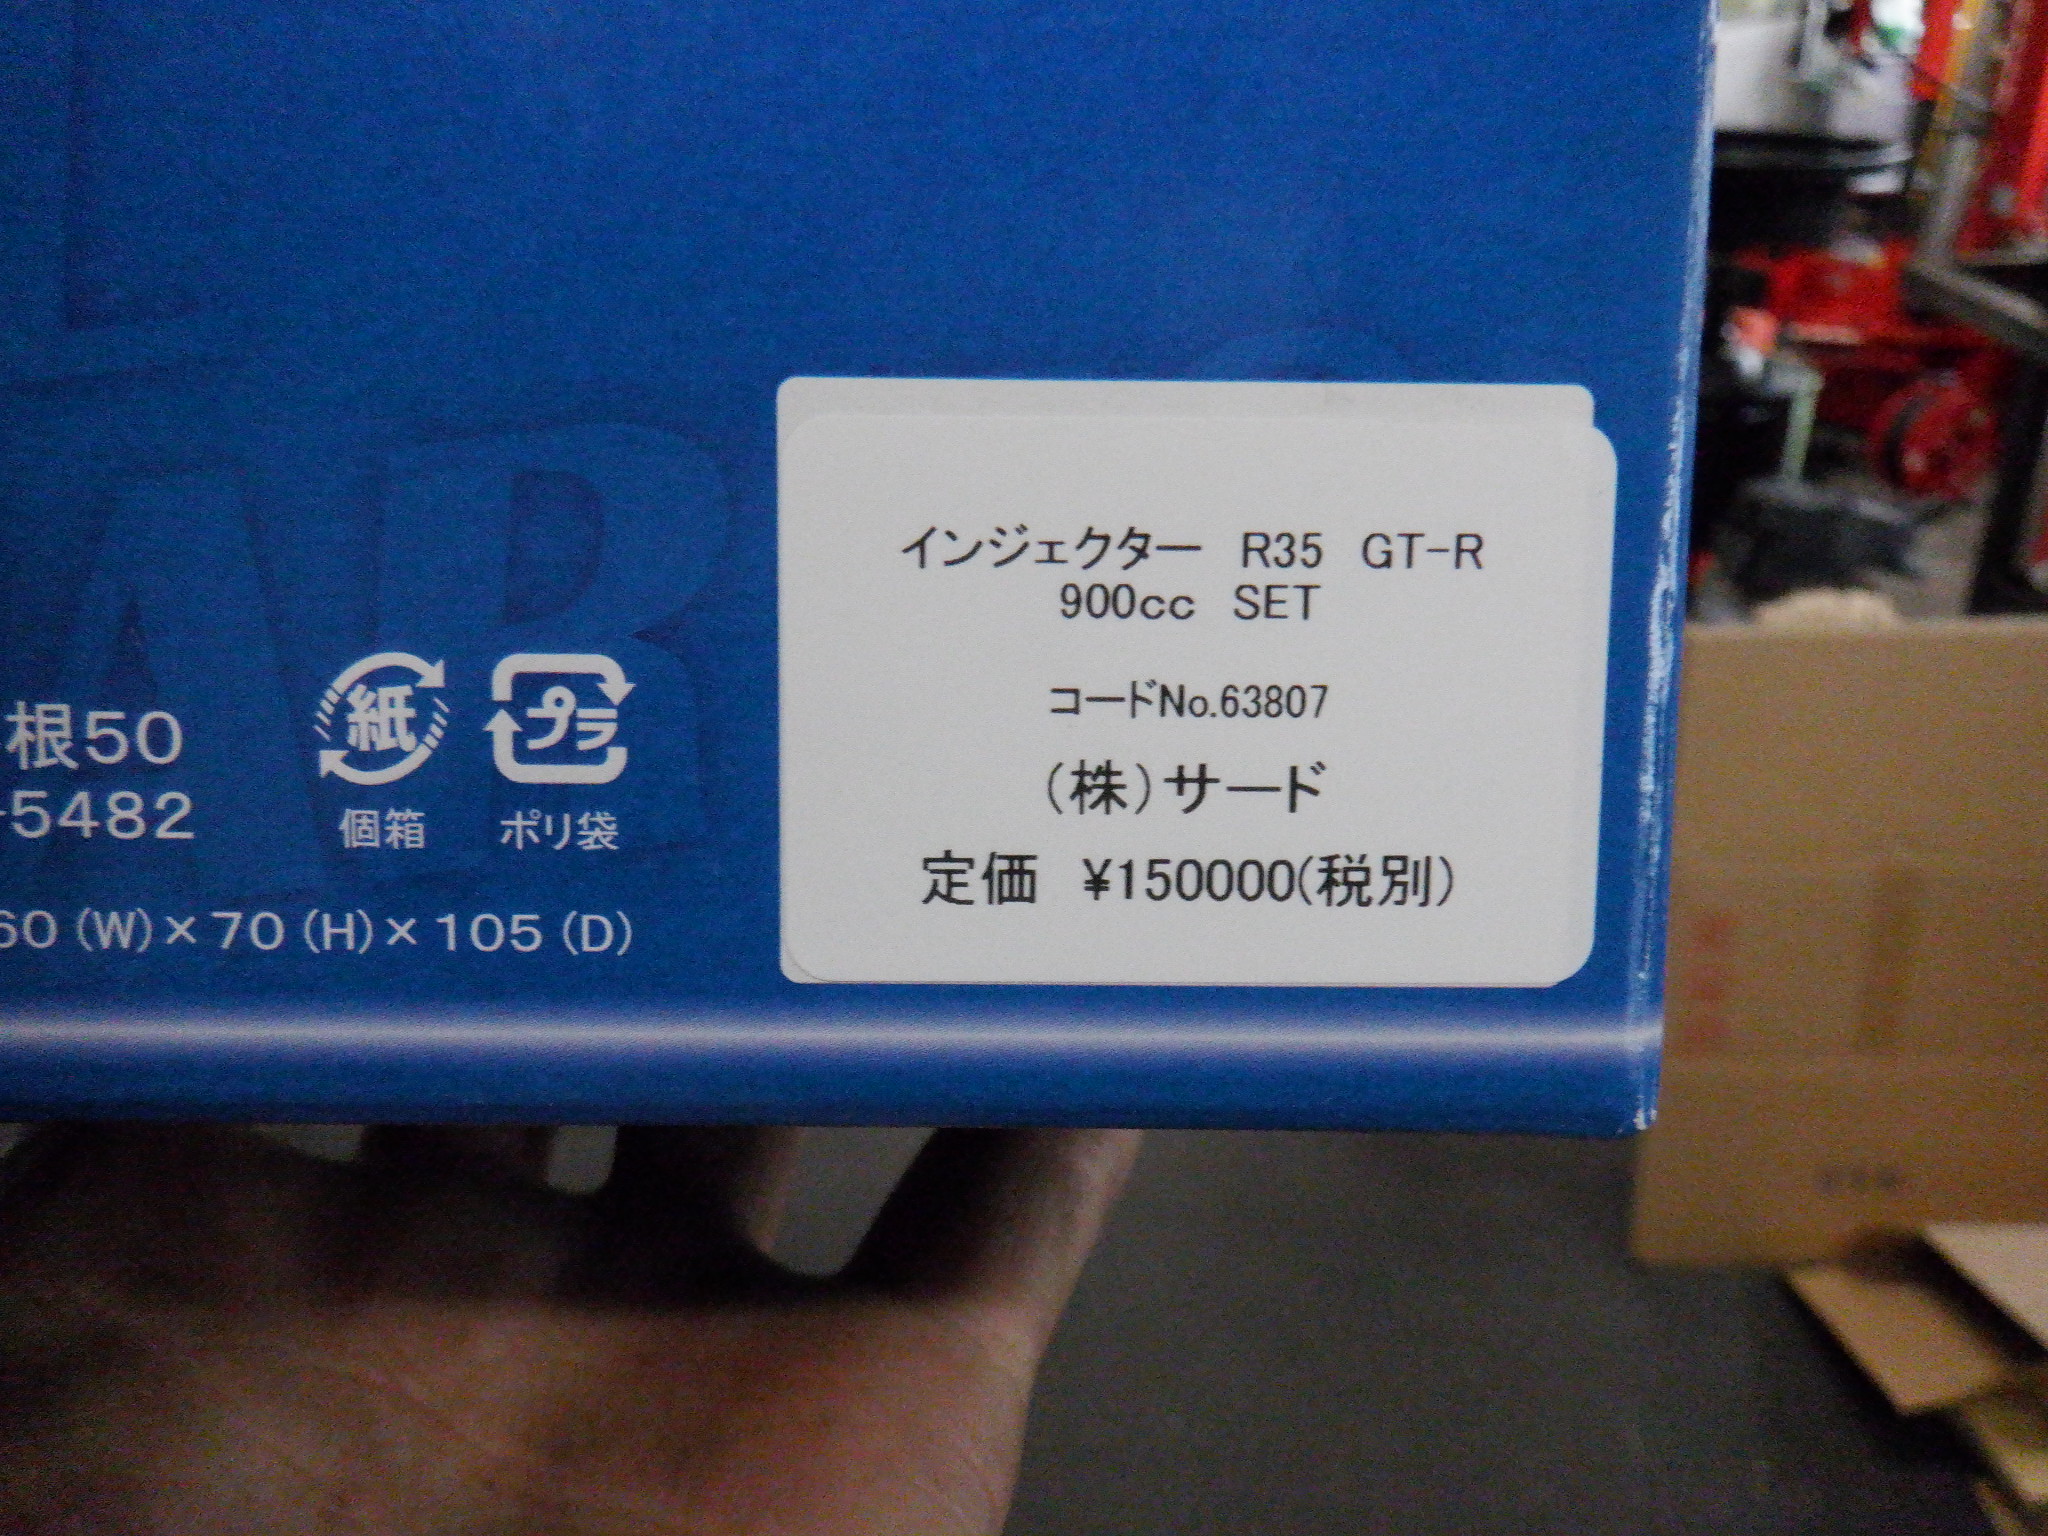 インジェクター　R35　GT-R
900cc　SET
コードNo.63807
(株)サード
定価　¥150000(税別)
根50
-5482
紙
プラ
個箱
ポリ袋
60(W)×70(H)×105(D)